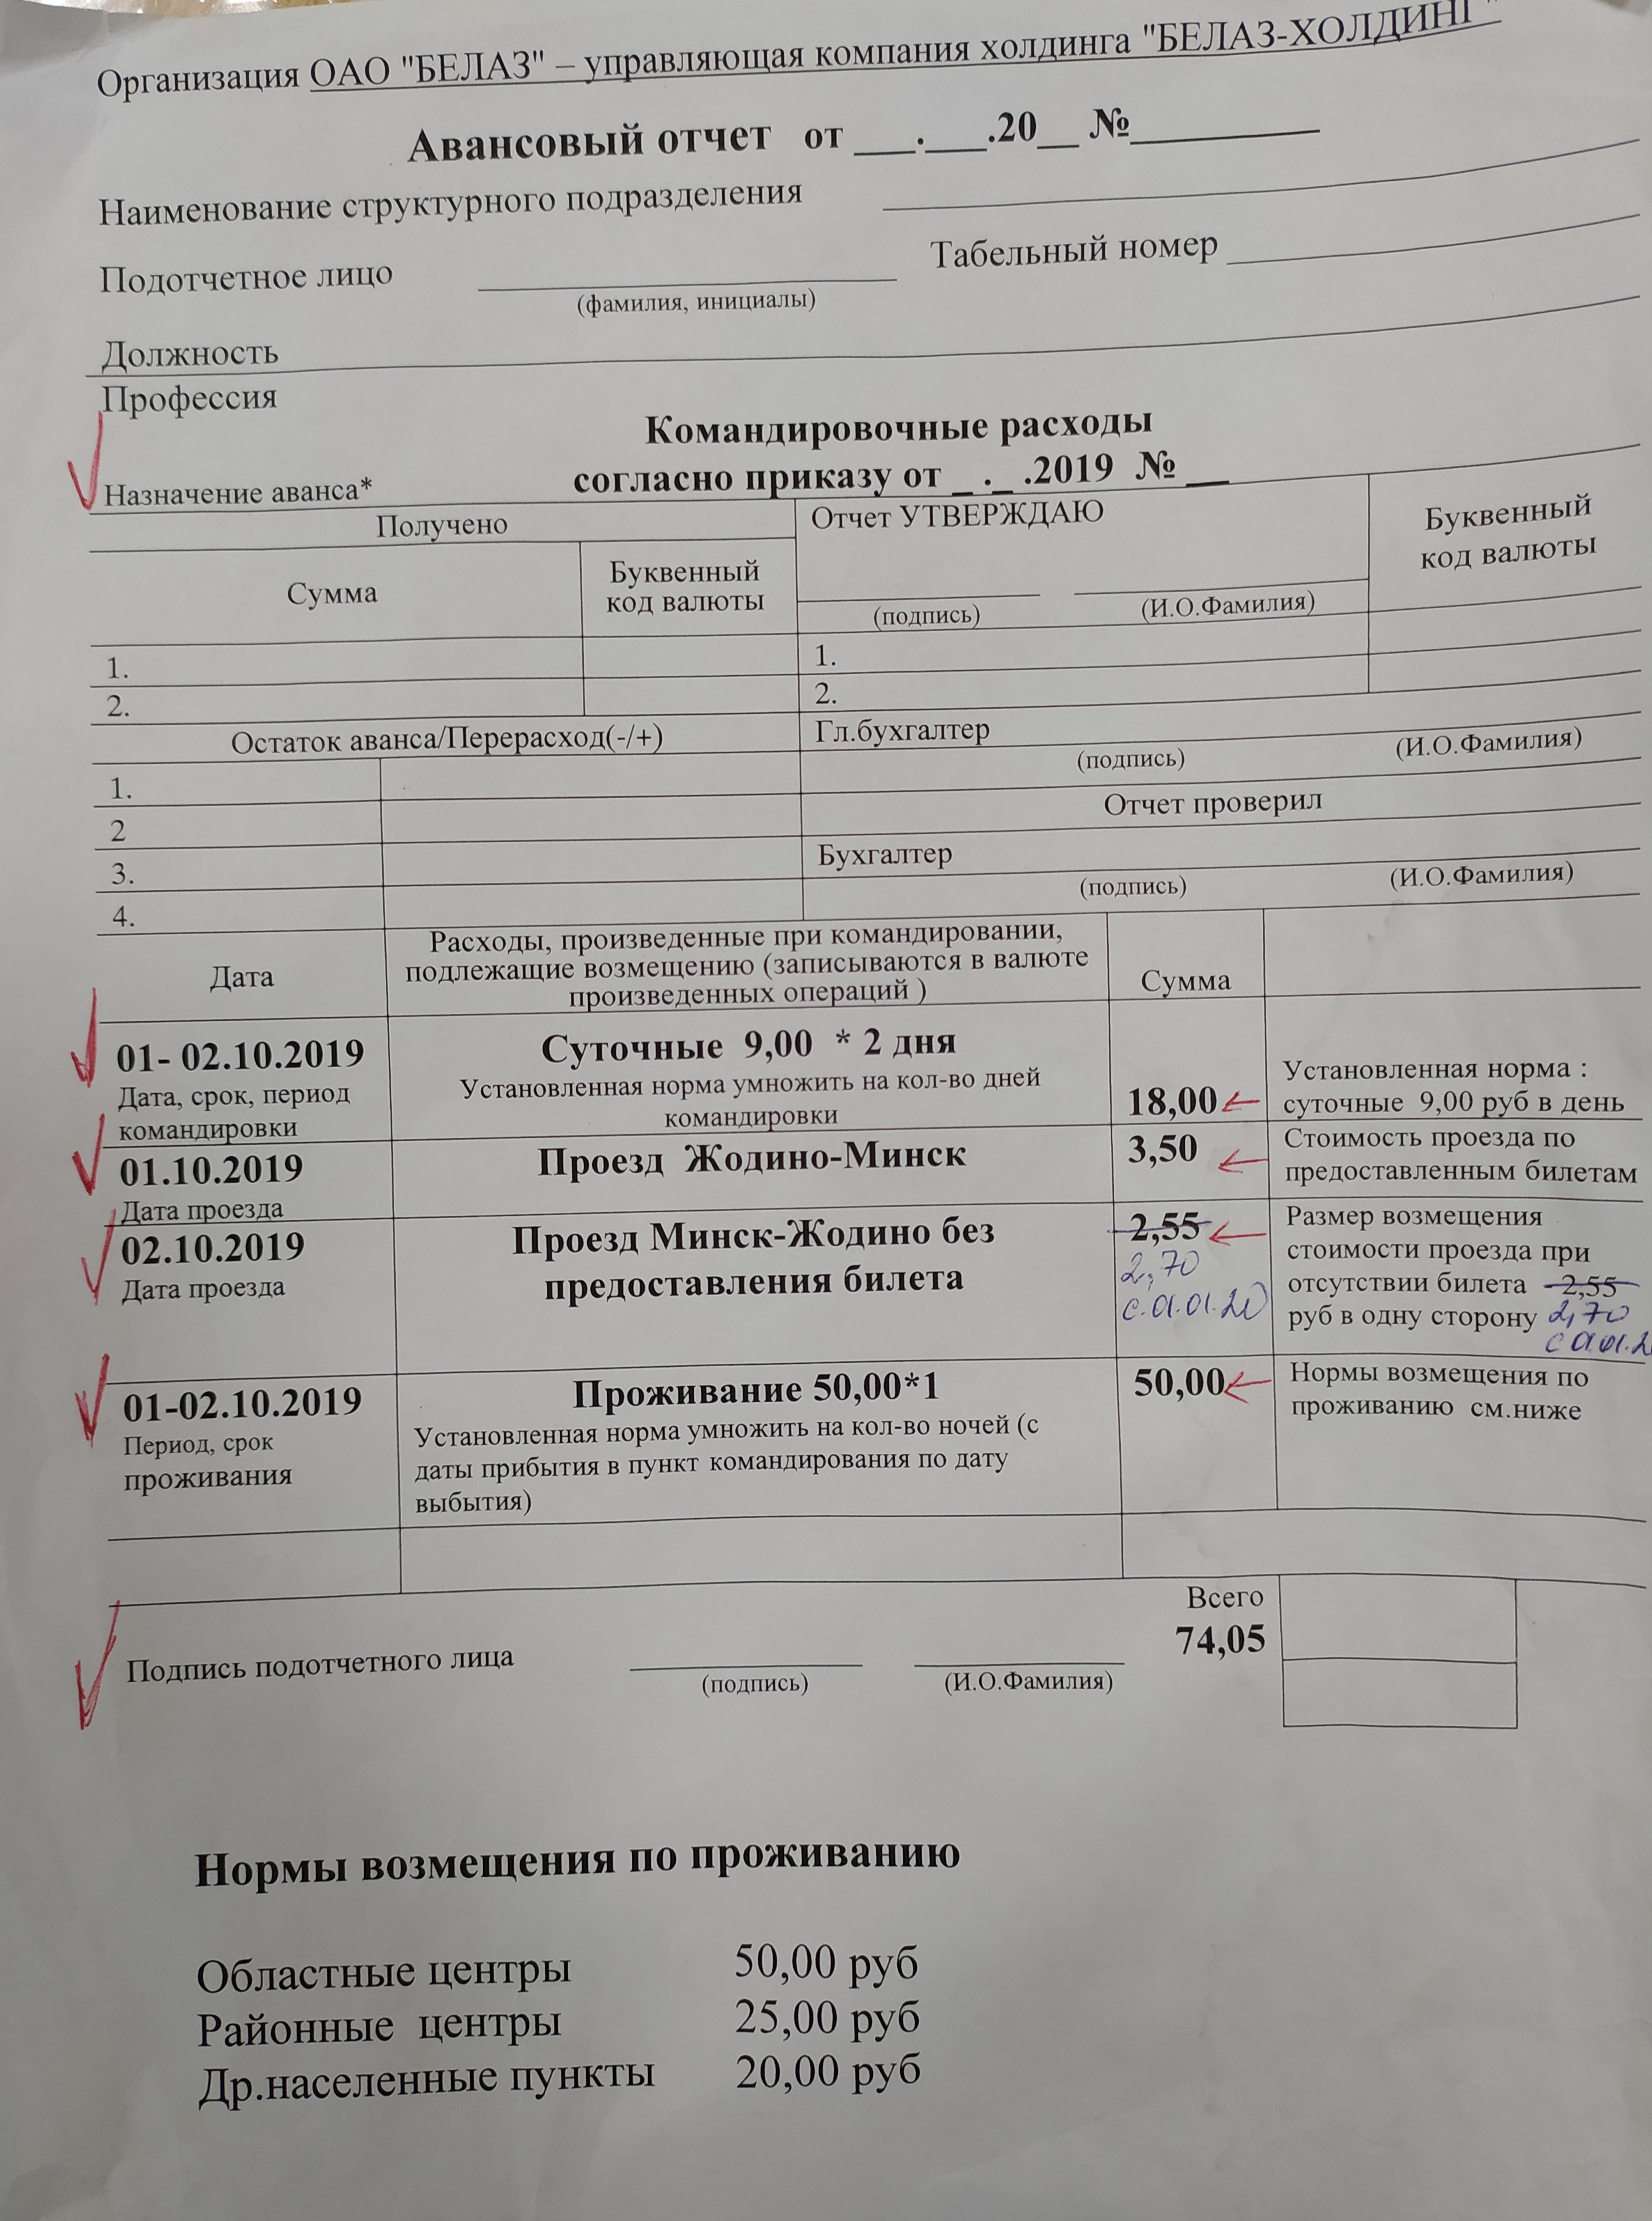 Организация ОАО "БЕЛАЗ" – управляющая компания холдинга "БЕЛАЗ-ХОЛДИНГ"
Авансовый отчет от ___.___.20__ №_________
Наименование структурного подразделения
Подотчетное лицо
Табельный номер
(фамилия, инициалы)
Должность
Профессия
Командировочные расходы
согласно приказу от _ ._ .2019 № __
Назначение аванса*
Получено
Сумма
Буквенный
код валюты
Отчет УТВЕРЖДАЮ
(подпись)
(И.О.Фамилия)
Буквенный
код валюты
1.
1.
2.
2.
Остаток аванса/Перерасход(-/+)
Гл.бухгалтер
(подпись)
(И.О.Фамилия)
1.
Отчет проверил
2
3.
Бухгалтер
(подпись)
(И.О.Фамилия)
4.
Дата
Расходы, произведенные при командировании,
подлежащие возмещению (записываются в валюте
произведенных операций )
Сумма
01- 02.10.2019
Дата, срок, период
командировки
Суточные 9,00 * 2 дня
Установленная норма умножить на кол-во дней
командировки
18,00
Установленная норма :
суточные 9,00 руб в день
01.10.2019
Дата проезда
Проезд Жодино-Минск
3,50
Стоимость проезда по
предоставленным билетам
02.10.2019
Дата проезда
Проезд Минск-Жодино без
предоставления билета
2,55
2,70
с.01.01.20
Размер возмещения
стоимости проезда при
отсутствии билета 2,55
руб в одну сторону 2,70
с 01.01.2
01-02.10.2019
Период, срок
проживания
Проживание 50,00*1
Установленная норма умножить на кол-во ночей (с
даты прибытия в пункт командирования по дату
выбытия)
50,00
Нормы возмещения по
проживанию см.ниже
Всего
74,05
Подпись подотчетного лица
(подпись)
(И.О.Фамилия)
Нормы возмещения по проживанию
Областные центры 50,00 руб
Районные центры 25,00 руб
Др.населенные пункты 20,00 руб